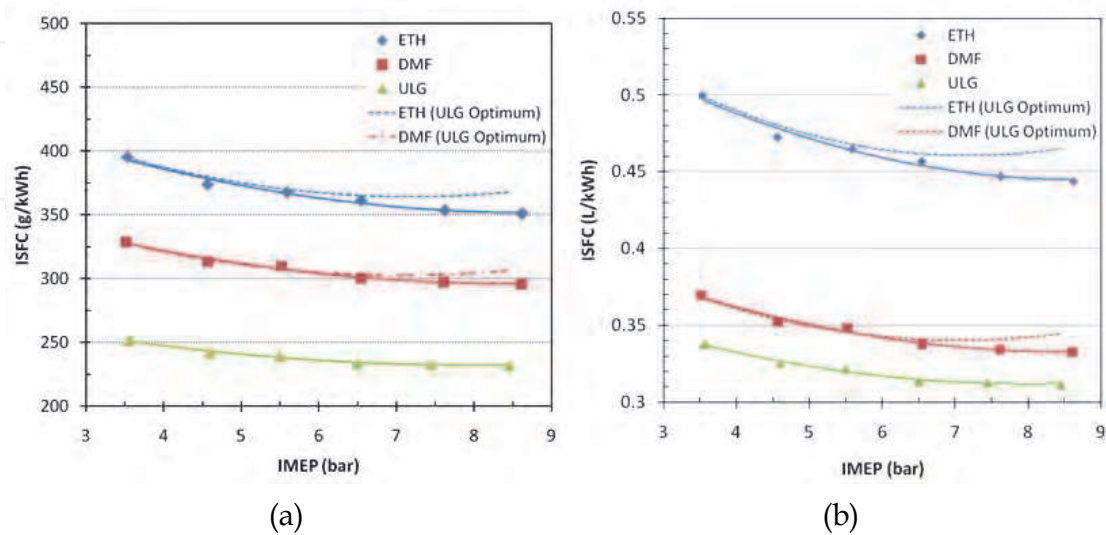 500
450
400
350
300
250
200
3 4 5 6 7 8 9
ISFC (g/kWh)
IMEP (bar)
ETH
DMF
ULG
ETH (ULG Optimum)
DMF (ULG Optimum)
(a)
0.55
0.5
0.45
0.4
0.35
0.3
3 4 5 6 7 8 9
ISFC (L/kWh)
IMEP (bar)
ETH
DMF
ULG
ETH (ULG Optimum)
DMF (ULG Optimum)
(b)